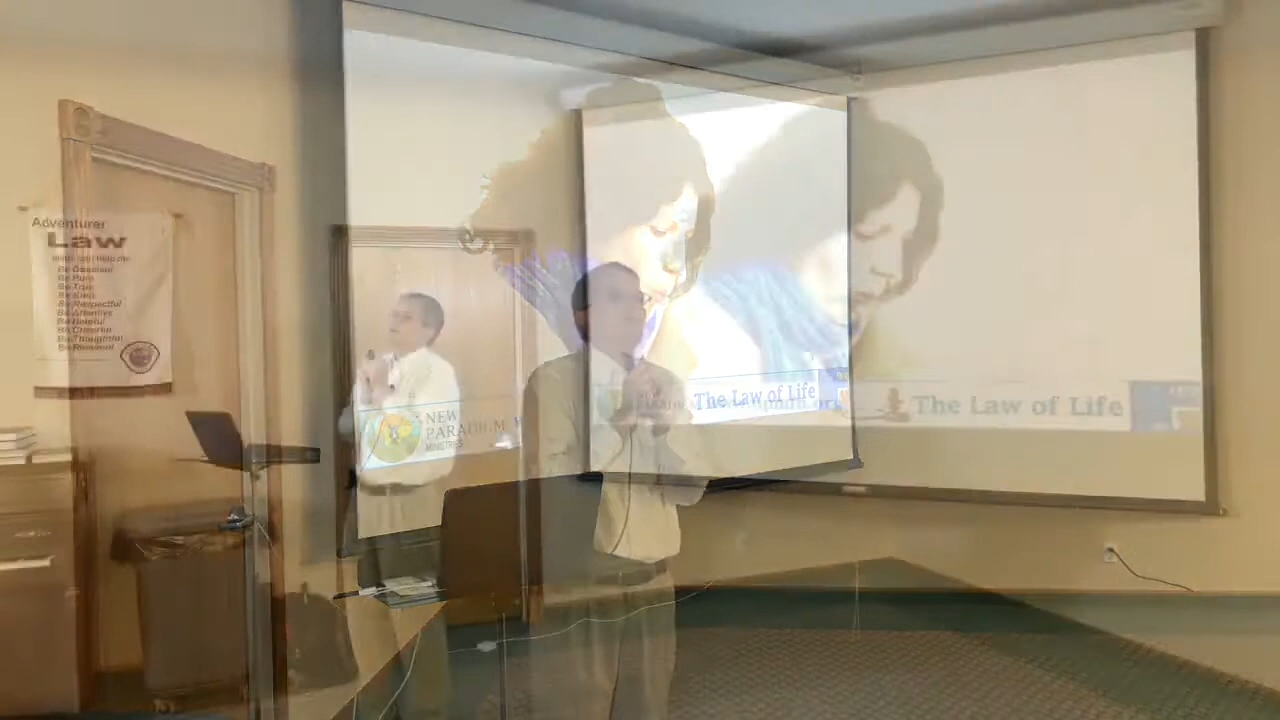 Adventurer
Law
Be Obedient
Be Pure
Be True
Be Kind
Be Respectful
Be Attentive
Be Helpful
Be Cheerful
Be Thoughtful
Be Reverent
NEW
PARADIGM
MINISTRIES
The Law of Life
The Law of Life